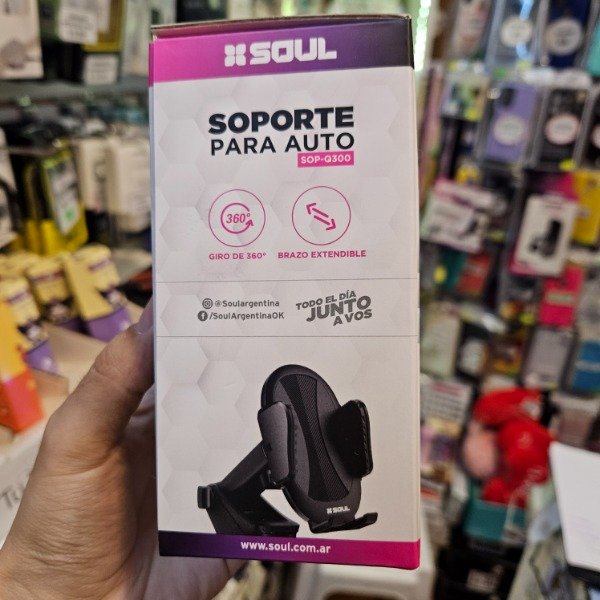 SOUL
SOPORTE
PARA AUTO
SOP-Q300
360°
GIRO DE 360°
BRAZO EXTENDIBLE
@Soulargentina
/SoulArgentinaOK
TODO EL DÍA
JUNTO
A VOS
SOUL
www.soul.com.ar